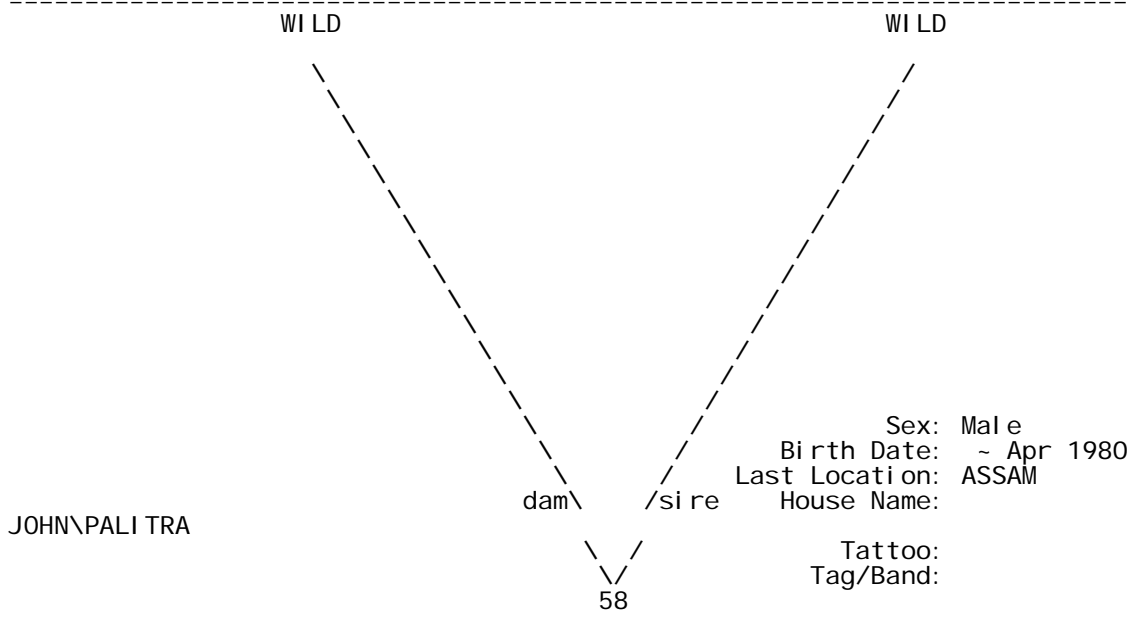 WILD WILD
Sex: Male
Birth Date: ~ Apr 1980
Last Location: ASSAM
dam\ /sire House Name:
JOHN\PALITRA
Tattoo:
Tag/Band:
58